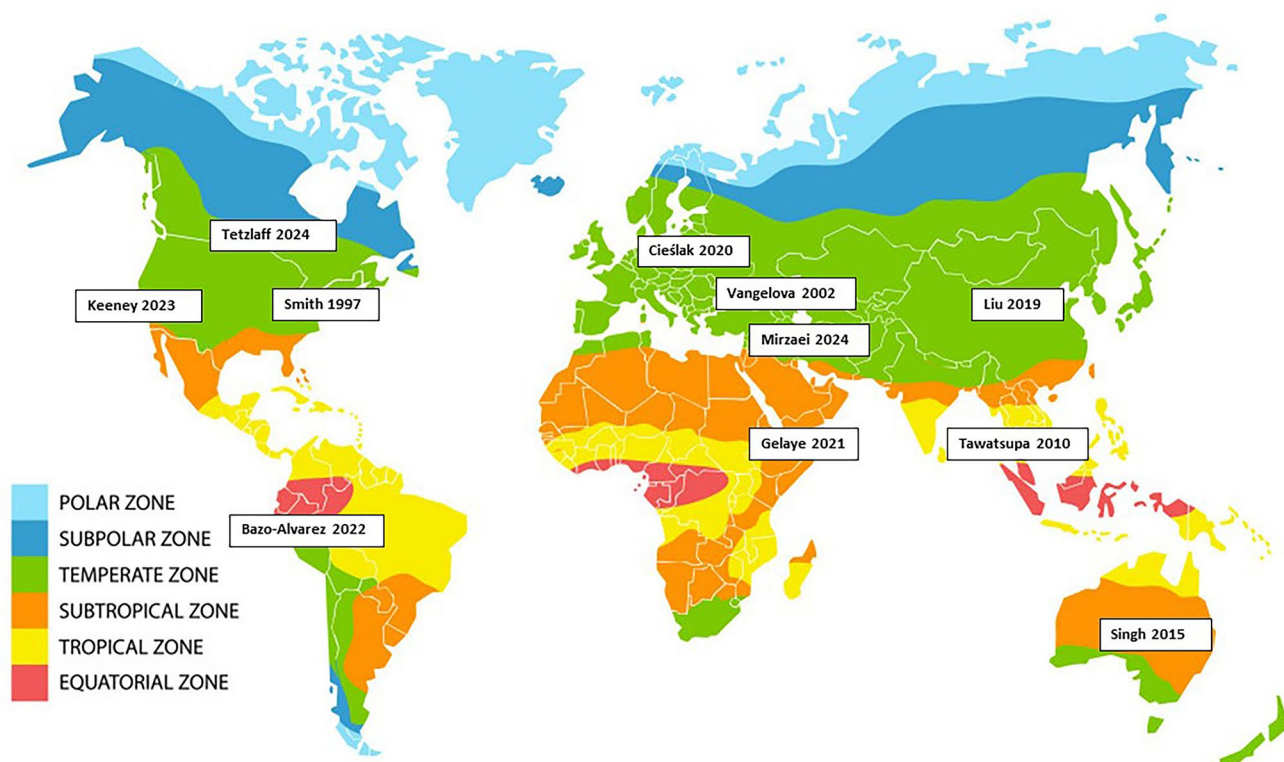 Tetzlaff 2024
Cieślak 2020
Keeney 2023
Smith 1997
Vangelova 2002
Liu 2019
Mirzaei 2024
Gelaye 2021
Tawatsupa 2010
POLAR ZONE
SUBPOLAR ZONE
Bazo-Alvarez 2022
TEMPERATE ZONE
SUBTROPICAL ZONE
TROPICAL ZONE
Singh 2015
EQUATORIAL ZONE